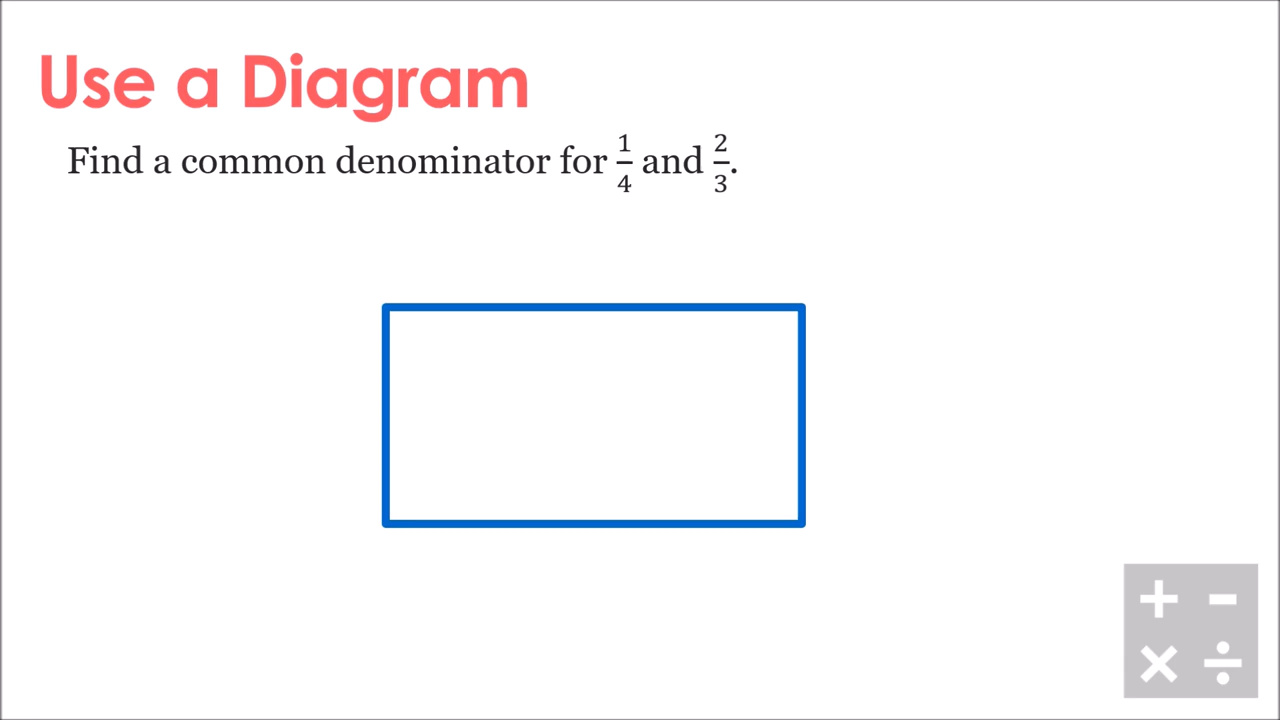 Use a Diagram
Find a common denominator for 1/4 and 2/3.
+ -
× ÷